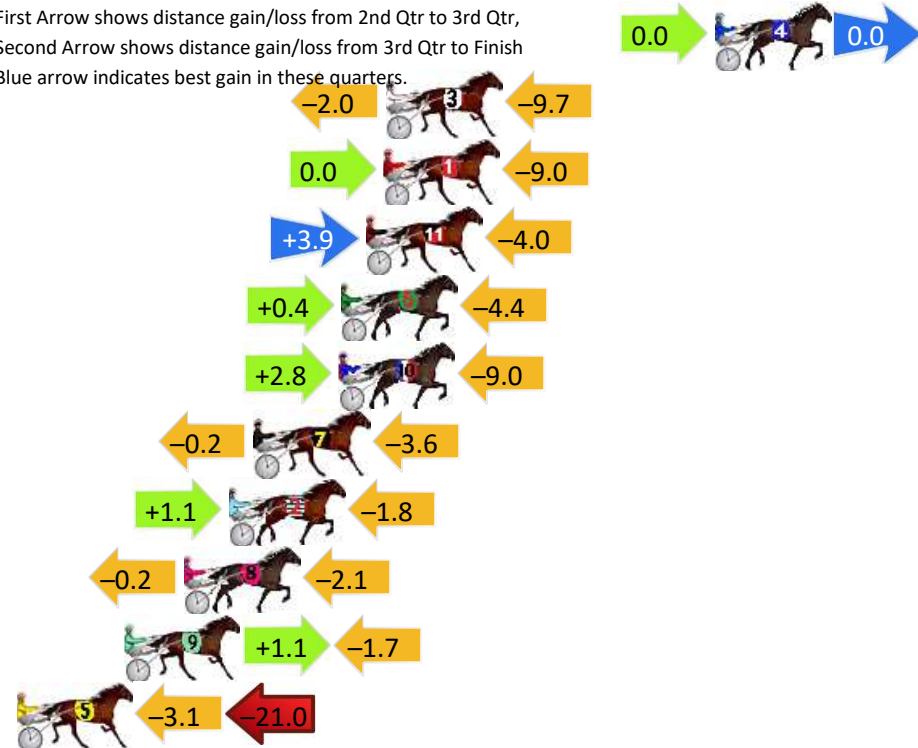 First Arrow shows distance gain/loss from 2nd Qtr to 3rd Qtr,
Second Arrow shows distance gain/loss from 3rd Qtr to Finish
Blue arrow indicates best gain in these quarters.
0.0 4 0.0
–2.0 3 –9.7
0.0 1 –9.0
+3.9 11 –4.0
+0.4 6 –4.4
+2.8 10 –9.0
–0.2 7 –3.6
+1.1 2 –1.8
–0.2 8 –2.1
9 +1.1 –1.7
5 –3.1 –21.0